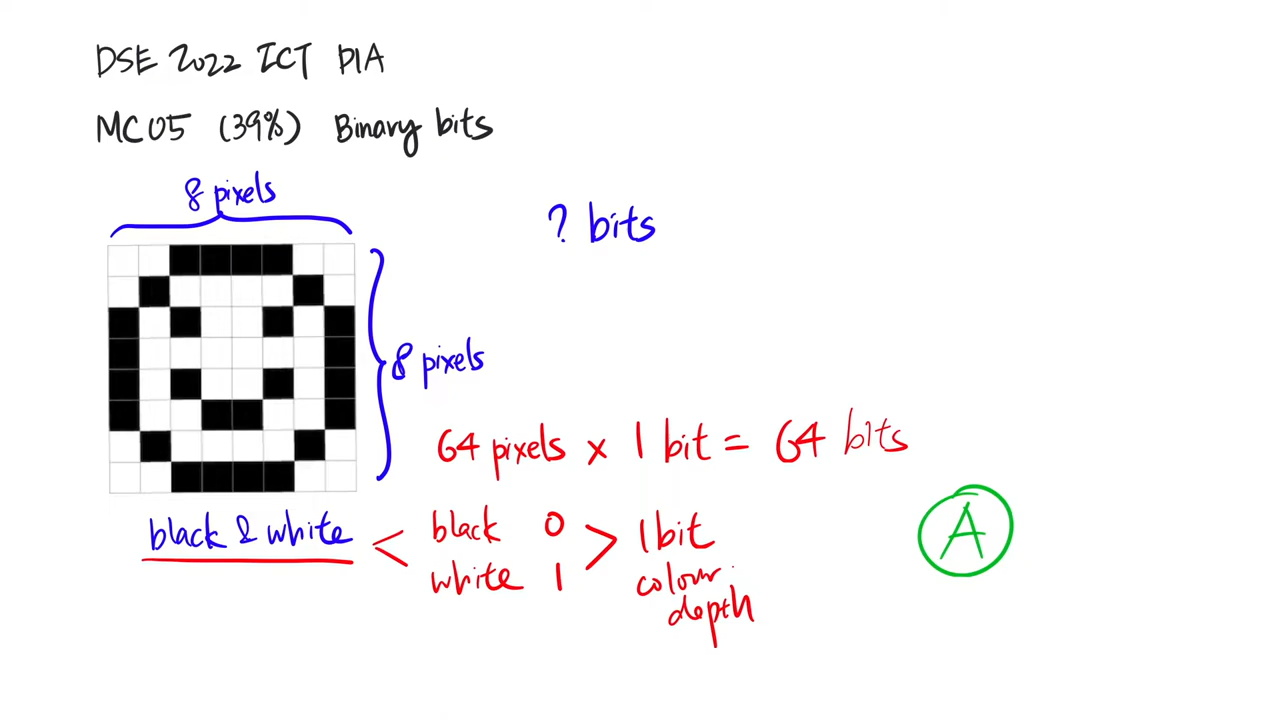 DSE 2022 ICT P1A
MC05 (39%) Binary bits
8 pixels
? bits
8 pixels
64 pixels x 1 bit = 64 bits
black & white < black 0 > 1 bit
white 1 colour
depth
A